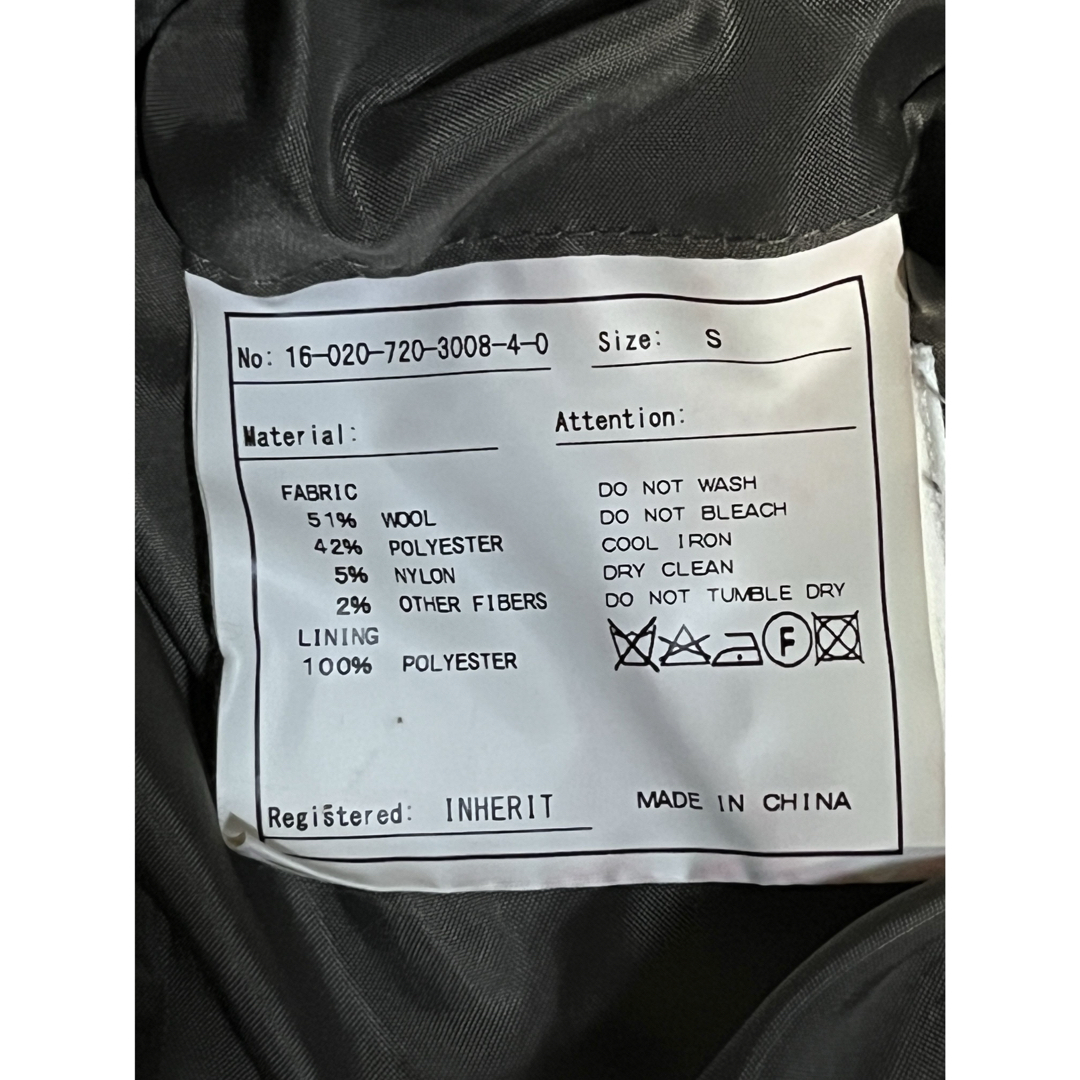 No: 16-020-720-3008-4-0 Size: S
Material:
FABRIC
51% WOOL
42% POLYESTER
5% NYLON
2% OTHER FIBERS
LINING
100% POLYESTER
Attention:
DO NOT WASH
DO NOT BLEACH
COOL IRON
DRY CLEAN
DO NOT TUMBLE DRY
F
Registered: INHERIT
MADE IN CHINA